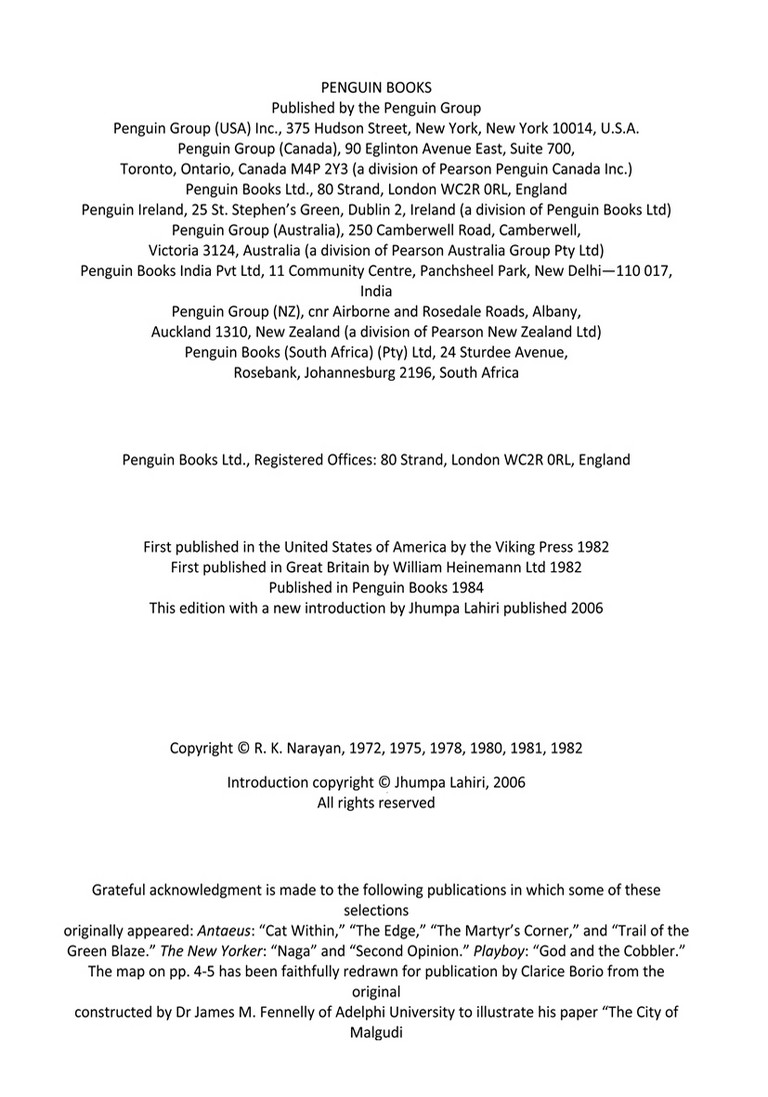 PENGUIN BOOKS
Published by the Penguin Group
Penguin Group (USA) Inc., 375 Hudson Street, New York, New York 10014, U.S.A.
Penguin Group (Canada), 90 Eglinton Avenue East, Suite 700,
Toronto, Ontario, Canada M4P 2Y3 (a division of Pearson Penguin Canada Inc.)
Penguin Books Ltd., 80 Strand, London WC2R 0RL, England
Penguin Ireland, 25 St. Stephen’s Green, Dublin 2, Ireland (a division of Penguin Books Ltd)
Penguin Group (Australia), 250 Camberwell Road, Camberwell,
Victoria 3124, Australia (a division of Pearson Australia Group Pty Ltd)
Penguin Books India Pvt Ltd, 11 Community Centre, Panchsheel Park, New Delhi—110 017,
India
Penguin Group (NZ), cnr Airborne and Rosedale Roads, Albany,
Auckland 1310, New Zealand (a division of Pearson New Zealand Ltd)
Penguin Books (South Africa) (Pty) Ltd, 24 Sturdee Avenue,
Rosebank, Johannesburg 2196, South Africa
Penguin Books Ltd., Registered Offices: 80 Strand, London WC2R 0RL, England
First published in the United States of America by the Viking Press 1982
First published in Great Britain by William Heinemann Ltd 1982
Published in Penguin Books 1984
This edition with a new introduction by Jhumpa Lahiri published 2006
Copyright © R. K. Narayan, 1972, 1975, 1978, 1980, 1981, 1982
Introduction copyright © Jhumpa Lahiri, 2006
All rights reserved
Grateful acknowledgment is made to the following publications in which some of these
selections
originally appeared: Antaeus: “Cat Within,” “The Edge,” “The Martyr’s Corner,” and “Trail of the
Green Blaze.” The New Yorker: “Naga” and “Second Opinion.” Playboy: “God and the Cobbler.”
The map on pp. 4-5 has been faithfully redrawn for publication by Clarice Borio from the
original
constructed by Dr James M. Fennelly of Adelphi University to illustrate his paper “The City of
Malgudi